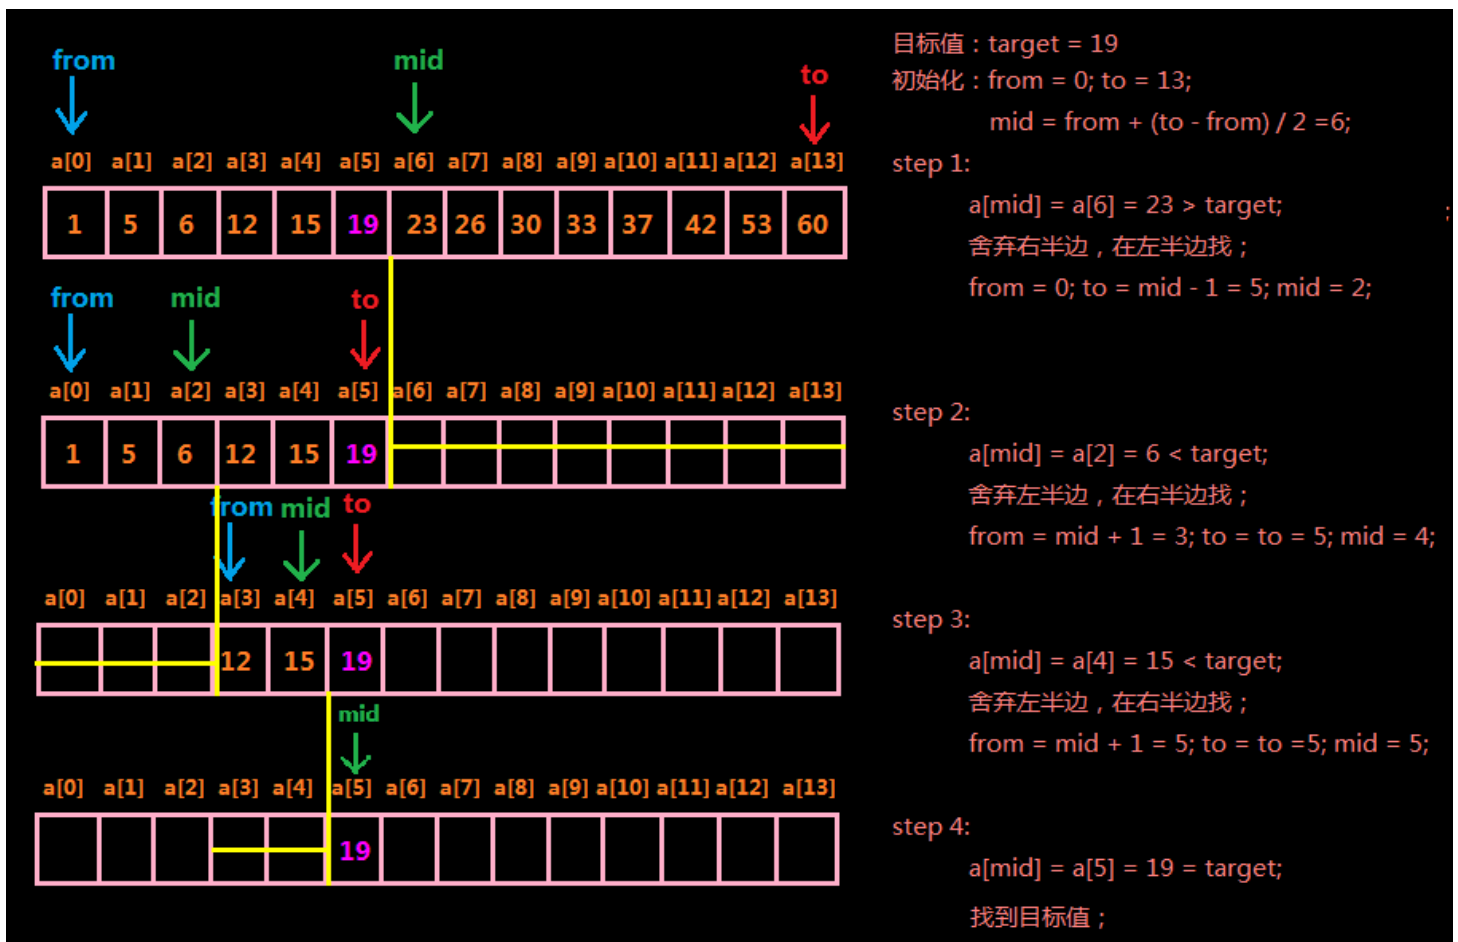 from mid to
a[0] a[1] a[2] a[3] a[4] a[5] a[6] a[7] a[8] a[9] a[10] a[11] a[12] a[13]
1 5 6 12 15 19 23 26 30 33 37 42 53 60
from mid to
a[0] a[1] a[2] a[3] a[4] a[5] a[6] a[7] a[8] a[9] a[10] a[11] a[12] a[13]
1 5 6 12 15 19
from mid to
a[0] a[1] a[2] a[3] a[4] a[5] a[6] a[7] a[8] a[9] a[10] a[11] a[12] a[13]
12 15 19
mid
a[0] a[1] a[2] a[3] a[4] a[5] a[6] a[7] a[8] a[9] a[10] a[11] a[12] a[13]
19
目标值：target = 19
初始化：from = 0; to = 13;
mid = from + (to - from) / 2 =6;
step 1:
a[mid] = a[6] = 23 > target;
;
舍弃右半边，在左半边找；
from = 0; to = mid - 1 = 5; mid = 2;
step 2:
a[mid] = a[2] = 6 < target;
舍弃左半边，在右半边找；
from = mid + 1 = 3; to = to = 5; mid = 4;
step 3:
a[mid] = a[4] = 15 < target;
舍弃左半边，在右半边找；
from = mid + 1 = 5; to = to =5; mid = 5;
step 4:
a[mid] = a[5] = 19 = target;
找到目标值；